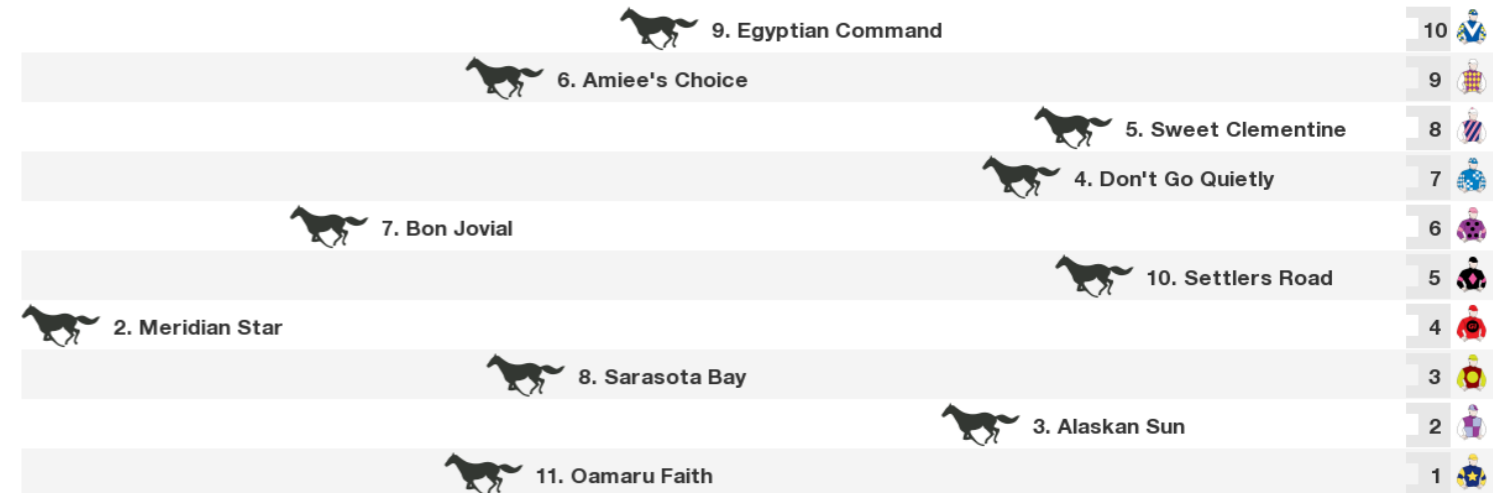 9. Egyptian Command 10
6. Amiee's Choice 9
5. Sweet Clementine 8
4. Don't Go Quietly 7
7. Bon Jovial 6
10. Settlers Road 5
2. Meridian Star 4
8. Sarasota Bay 3
3. Alaskan Sun 2
11. Oamaru Faith 1